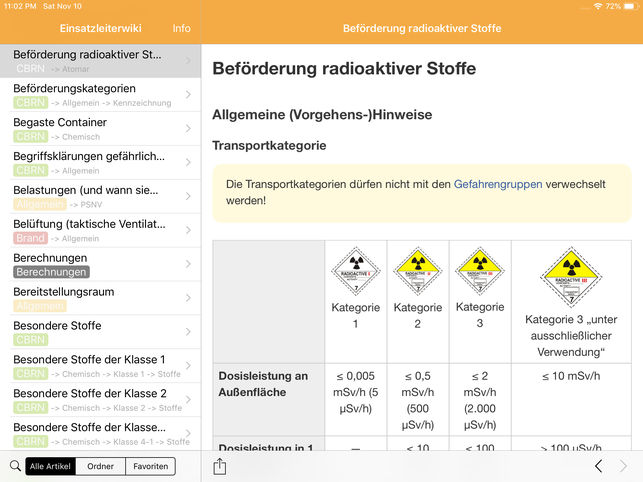 11:02 PM Sat Nov 10
72%
Einsatzleiterwiki
Info
Beförderung radioaktiver Stoffe
Beförderung radioaktiver St...
CBRN -> Atomar
Beförderungskategorien
CBRN -> Allgemein -> Kennzeichnung
Begaste Container
CBRN -> Chemisch
Begriffsklärungen gefährlich...
CBRN -> Allgemein
Belastungen (und wann sie...
Allgemein -> PSNV
Belüftung (taktische Ventilat...
Brand -> Allgemein
Berechnungen
Berechnungen
Bereitstellungsraum
Allgemein
Besondere Stoffe
CBRN
Besondere Stoffe der Klasse 1
CBRN -> Chemisch -> Klasse 1 -> Stoffe
Besondere Stoffe der Klasse 2
CBRN -> Chemisch -> Klasse 2 -> Stoffe
Besondere Stoffe der Klasse...
CBRN -> Chemisch -> Klasse 4-1 -> Stoffe
Alle Artikel
Ordner
Favoriten
Beförderung radioaktiver Stoffe
Allgemeine (Vorgehens-)Hinweise
Transportkategorie
Die Transportkategorien dürfen nicht mit den Gefahrengruppen verwechselt
werden!
RADIOACTIVE I
7
Kategorie
1
RADIOACTIVE II
7
Kategorie
2
RADIOACTIVE III
7
Kategorie
3
RADIOACTIVE III
7
Kategorie 3 „unter
ausschließlicher
Verwendung“
Dosisleistung an
Außenfläche
≤ 0,005
mSv/h (5
µSv/h)
≤ 0,5
mSv/h
(500
µSv/h)
≤ 2
mSv/h
(2.000
µSv/h)
≤ 10 mSv/h
Dosisleistung in 1
—
≤ 10
≤ 100
> 100 µSv/h